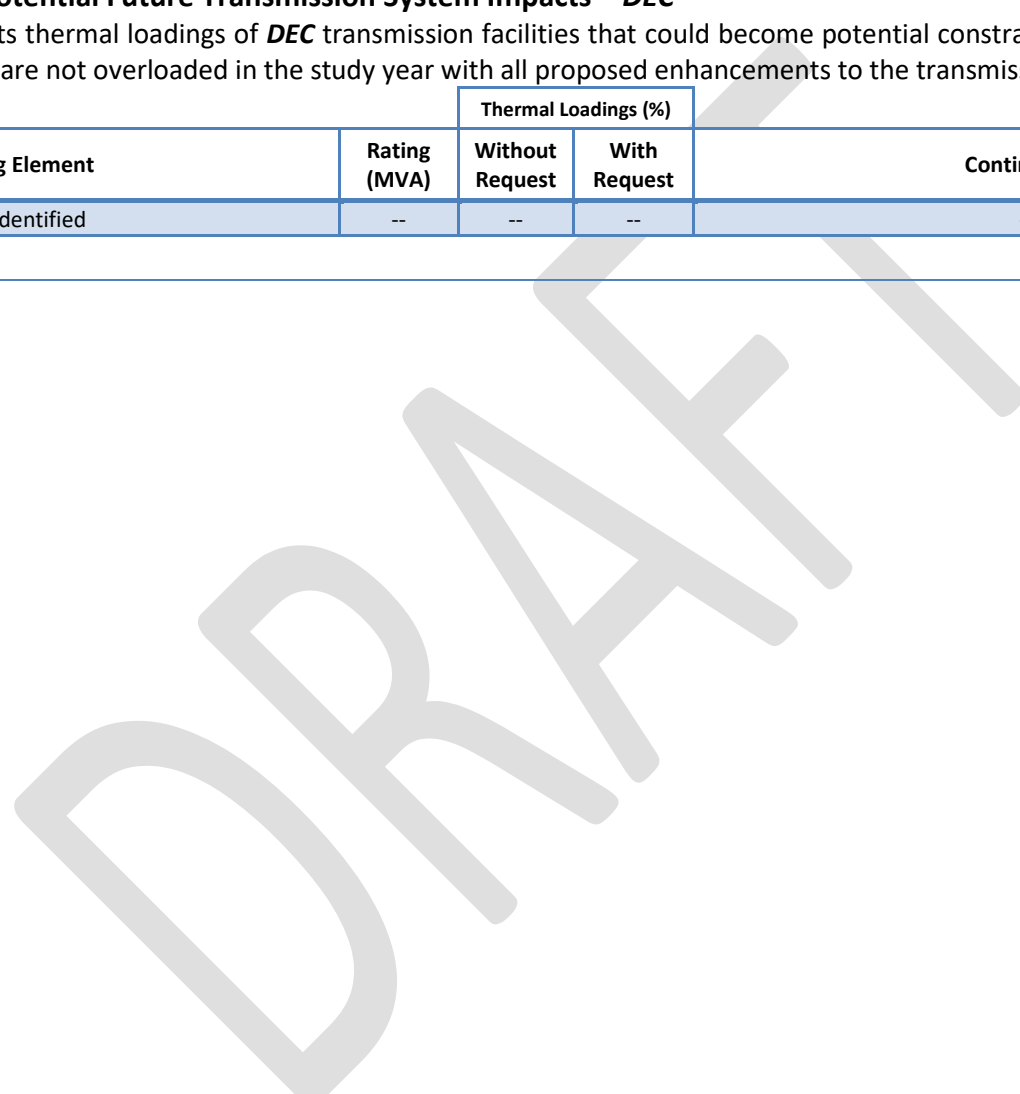 otential Future Transmission System Impacts – DEC
ts thermal loadings of DEC transmission facilities that could become potential constra
are not overloaded in the study year with all proposed enhancements to the transmis
Thermal Loadings (%)
g Element Rating (MVA) Without Request With Request Conti
dentified -- -- --
DRAFT